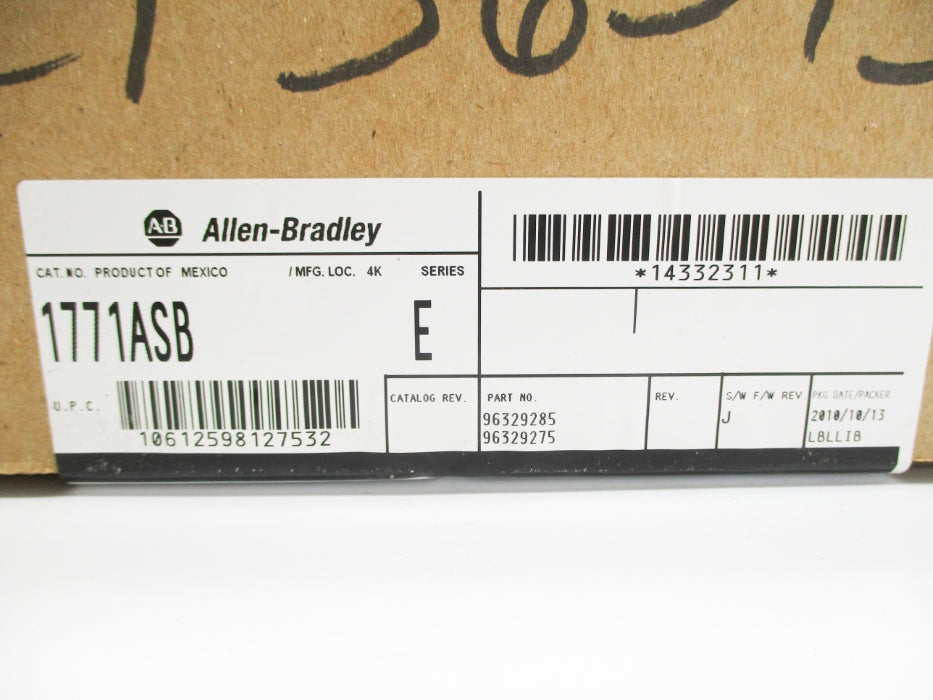 AB Allen-Bradley
*14332311*
CAT. NO. PRODUCT OF MEXICO / MFG. LOC. 4K SERIES
1771ASB E
U.P.C.
10612598127532
CATALOG REV.
PART NO.
96329285
96329275
REV.
S/W F/W REV.
J
PKG DATE/PACKER
2010/10/13
LBLLIB